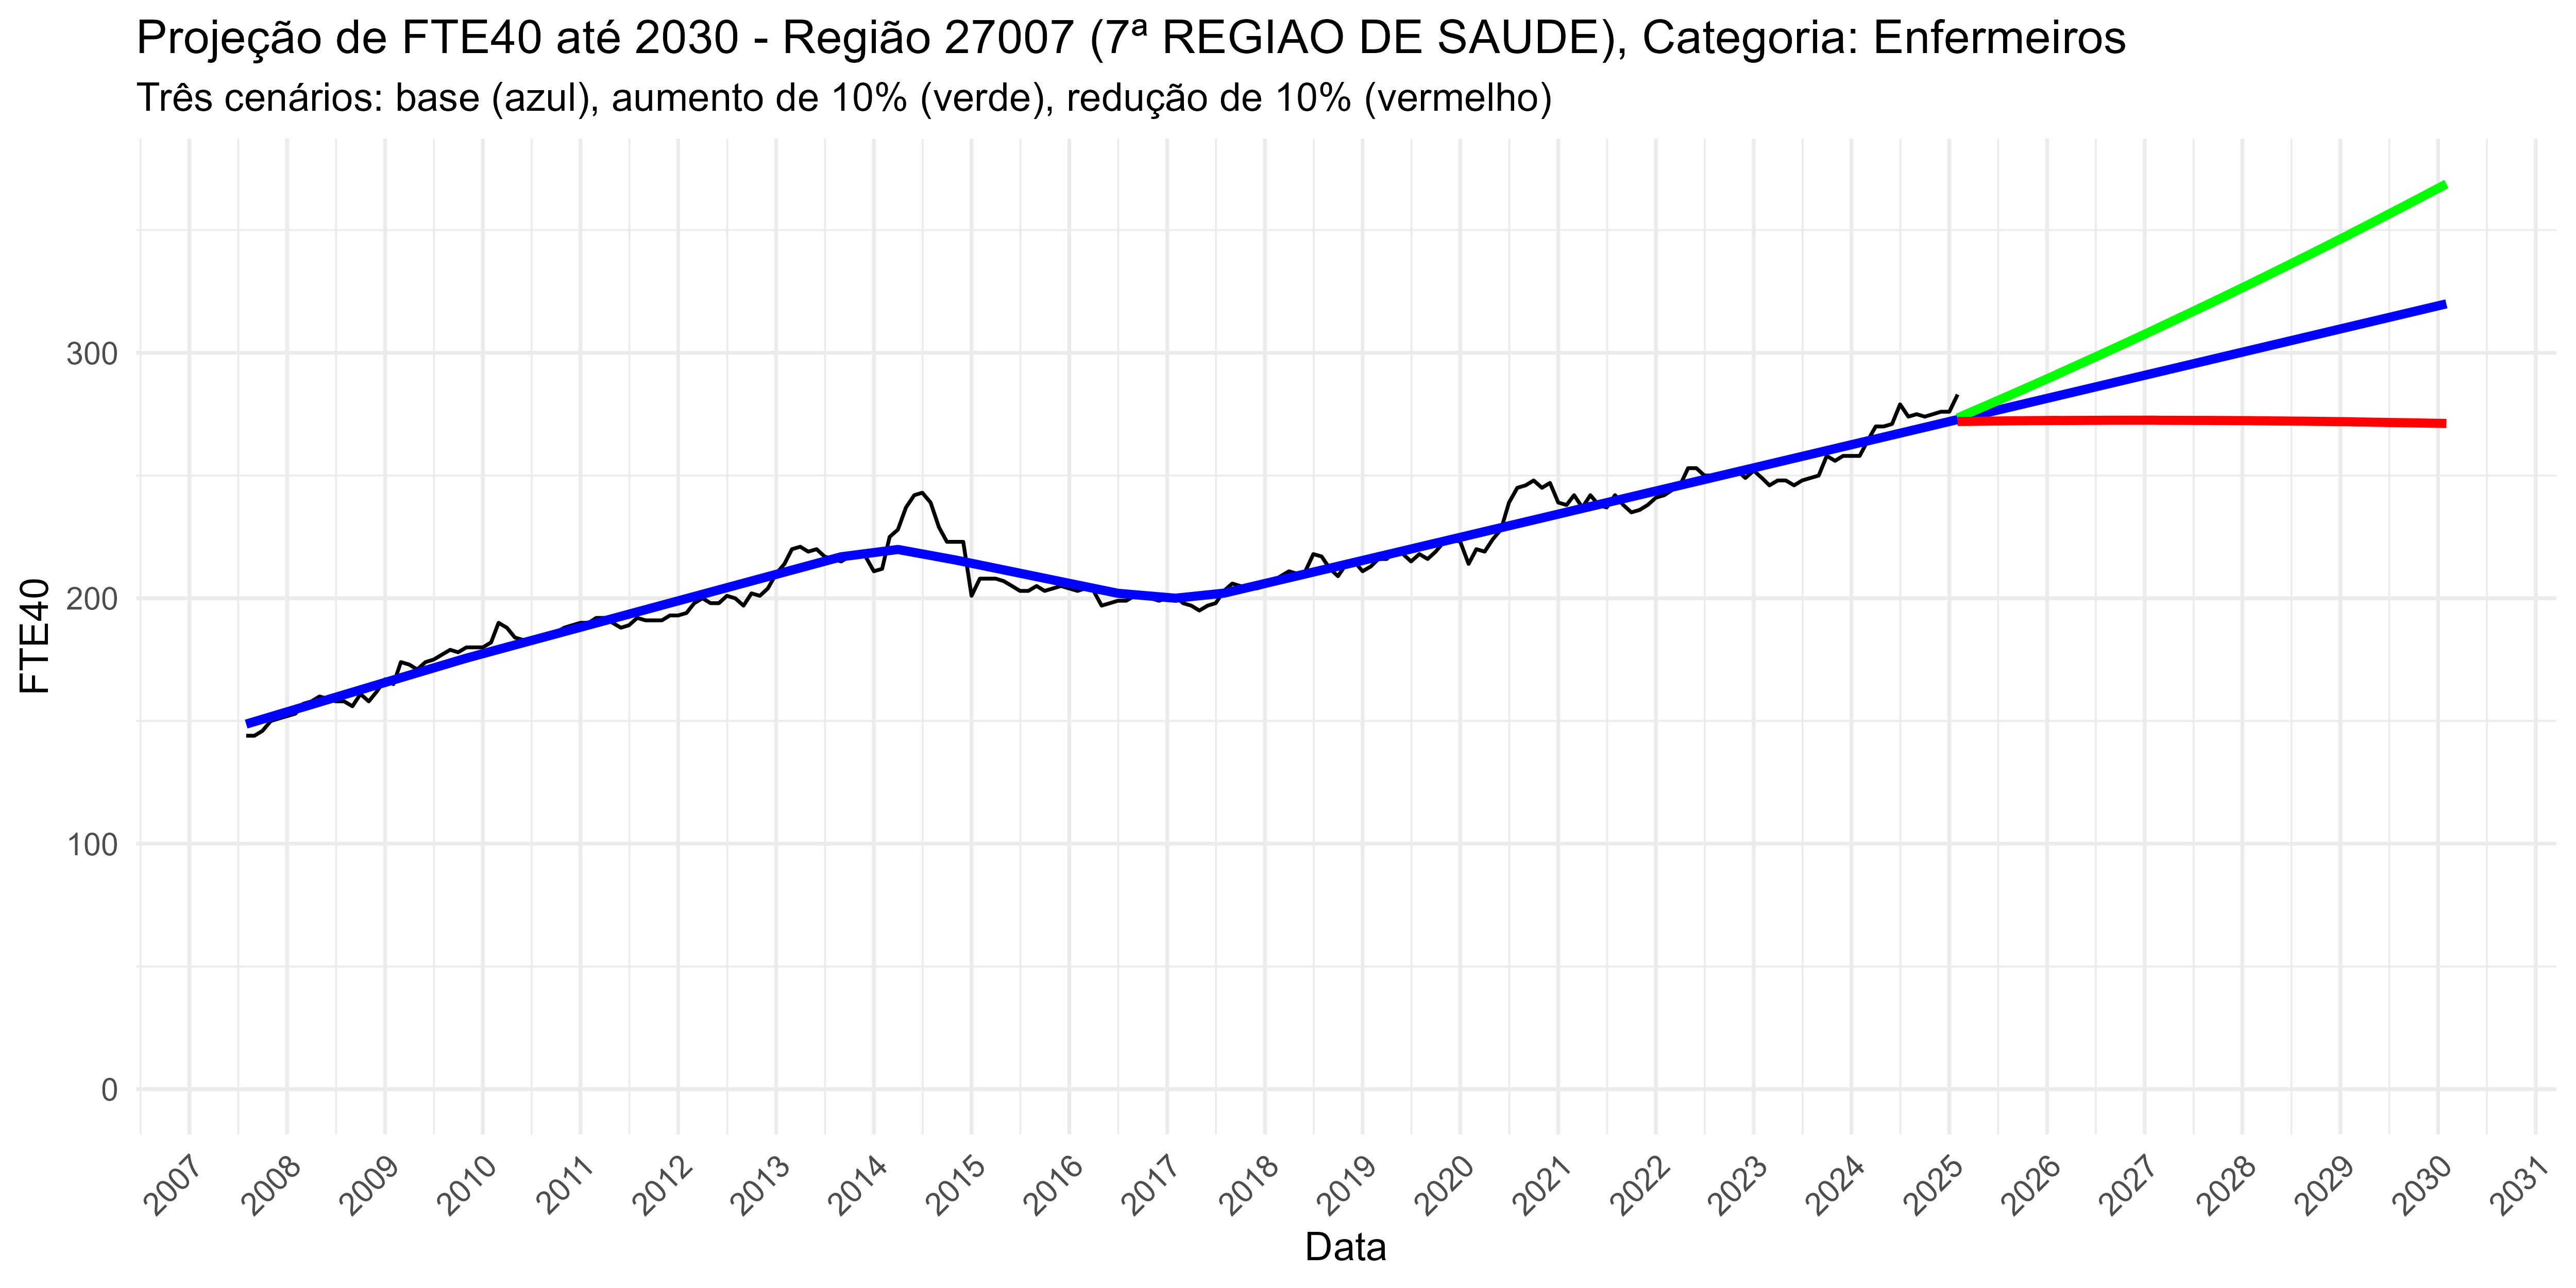 Projeção de FTE40 até 2030 - Região 27007 (7ª REGIAO DE SAUDE), Categoria: Enfermeiros
Três cenários: base (azul), aumento de 10% (verde), redução de 10% (vermelho)
FTE40
300
200
100
0
2007 2008 2009 2010 2011 2012 2013 2014 2015 2016 2017 2018 2019 2020 2021 2022 2023 2024 2025 2026 2027 2028 2029 2030 2031
Data